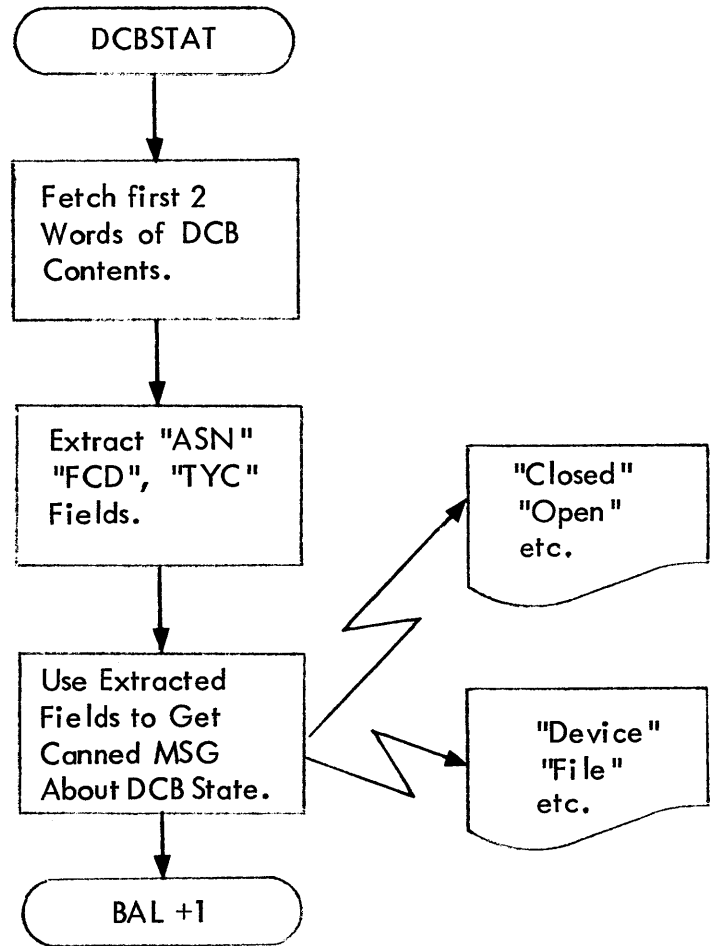 DCBSTAT
Fetch first 2
Words of DCB
Contents.
Extract "ASN"
"FCD", "TYC"
Fields.
Use Extracted
Fields to Get
Canned MSG
About DCB State.
"Closed"
"Open"
etc.
"Device"
"File"
etc.
BAL +1